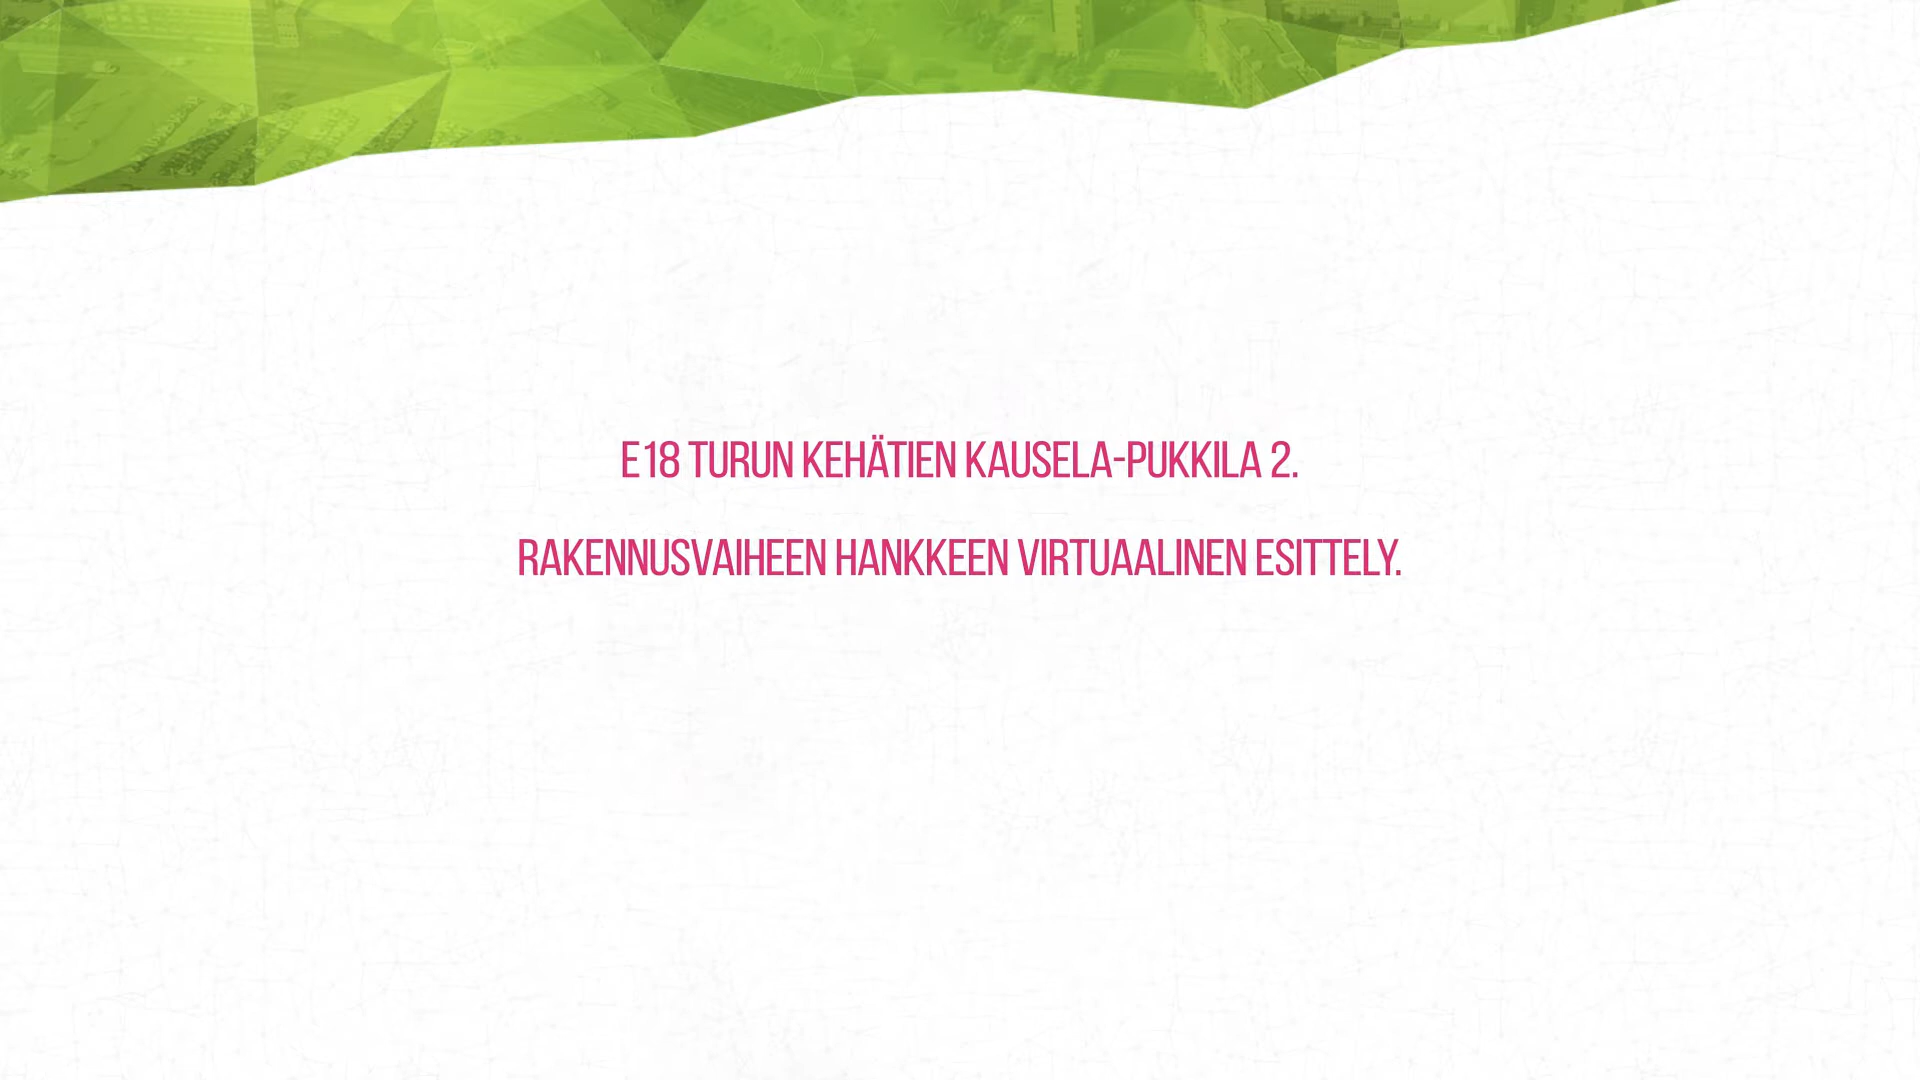 E18 TURUN KEHÄTIEN KAUSELA-PUKKILA 2.
RAKENNUSVAIHEEN HANKKEEN VIRTUAALINEN ESITTELY.